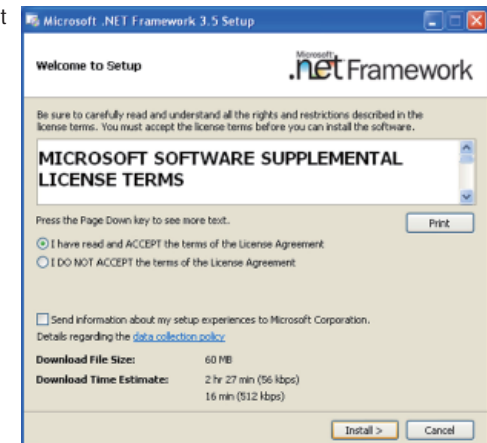 t
Microsoft .NET Framework 3.5 Setup
Welcome to Setup
Microsoft
.net Framework
Be sure to carefully read and understand all the rights and restrictions described in the
license terms. You must accept the license terms before you can install the software.
MICROSOFT SOFTWARE SUPPLEMENTAL
LICENSE TERMS
Press the Page Down key to see more text.
Print
I have read and ACCEPT the terms of the License Agreement
I DO NOT ACCEPT the terms of the License Agreement
Send information about my setup experiences to Microsoft Corporation.
Details regarding the data collection policy
Download File Size: 60 MB
Download Time Estimate: 2 hr 27 min (56 kbps)
16 min (512 kbps)
Install > Cancel